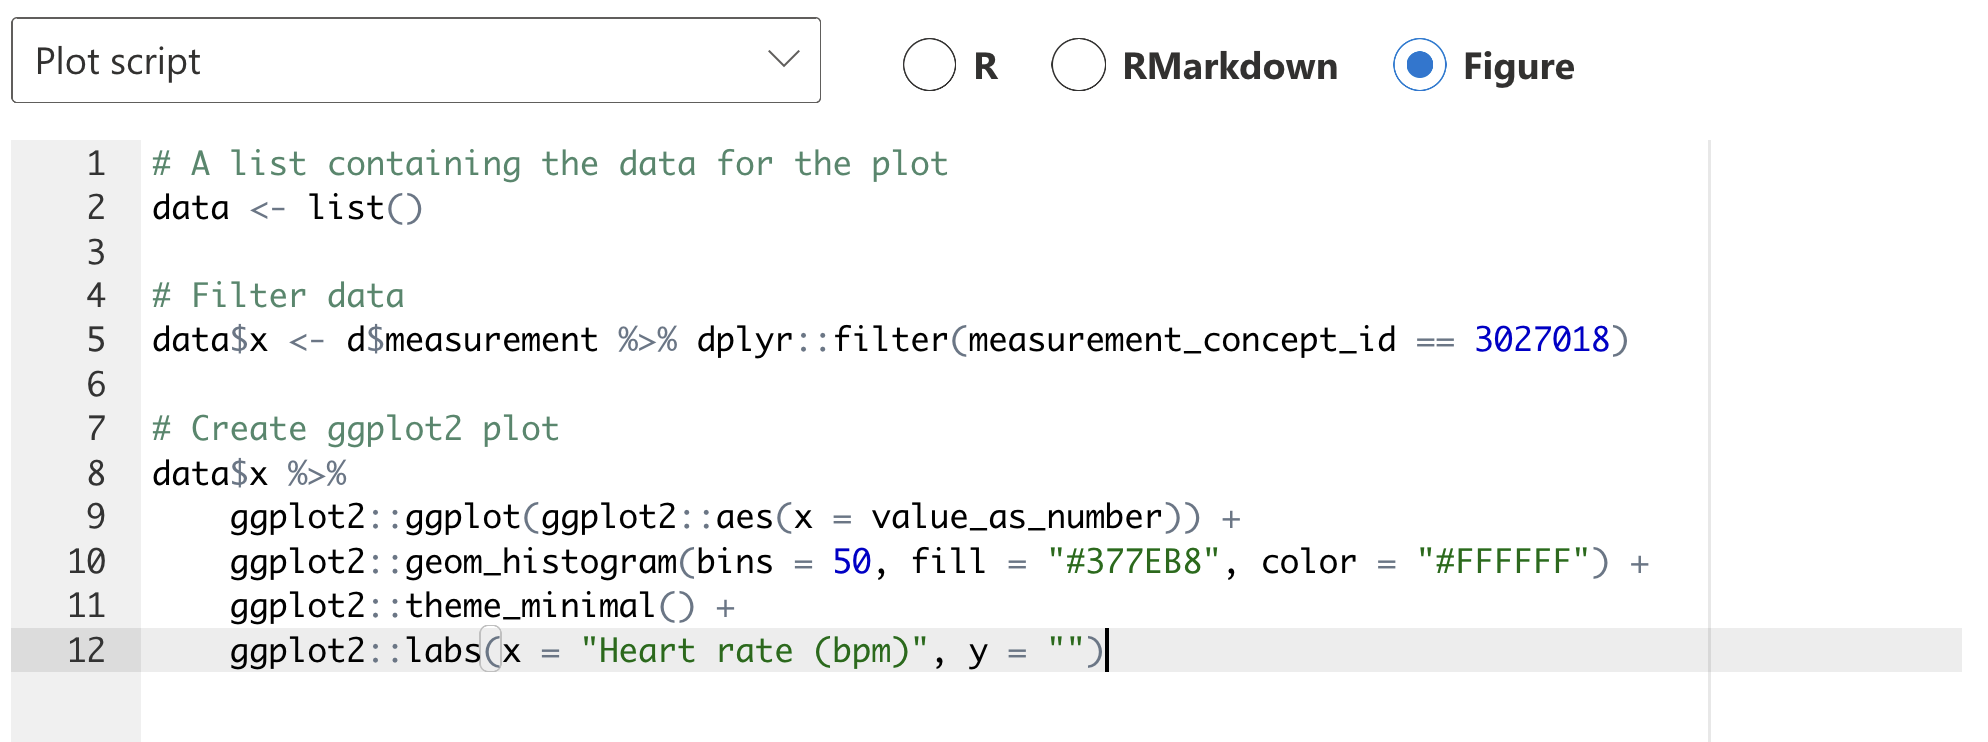 Plot script R RMarkdown Figure
1 # A list containing the data for the plot
2 data <- list()
3
4 # Filter data
5 data$x <- d$measurement %>% dplyr::filter(measurement_concept_id == 3027018)
6
7 # Create ggplot2 plot
8 data$x %>%
9     ggplot2::ggplot(ggplot2::aes(x = value_as_number)) +
10     ggplot2::geom_histogram(bins = 50, fill = "#377EB8", color = "#FFFFFF") +
11     ggplot2::theme_minimal() +
12     ggplot2::labs(x = "Heart rate (bpm)", y = "")